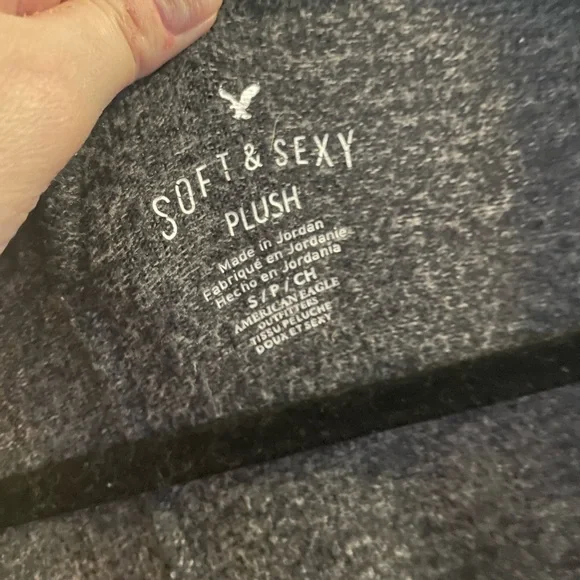 SOFT & SEXY
PLUSH
Made in Jordan
Fabriqué en Jordanie
Hecho en Jordania
S / P / CH
AMERICAN EAGLE
OUTFITTERS
TISSU PELUCHE
DOUX ET SEXY